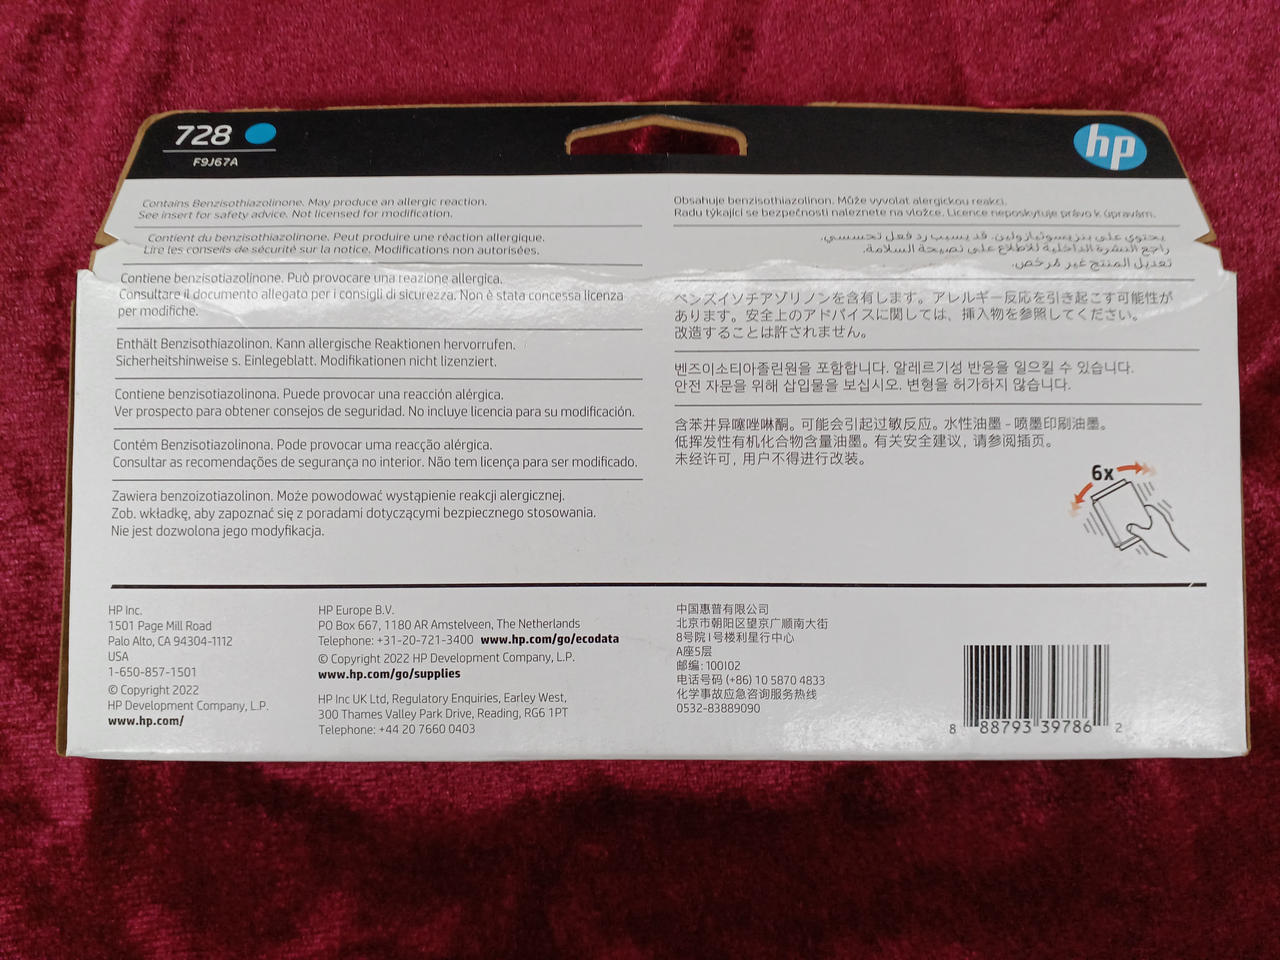 728
F9J67A
hp
Contains Benzisothiazolinone. May produce an allergic reaction.
See insert for safety advice. Not licensed for modification.
Contient du benzisothiazolinone. Peut produire une réaction allergique.
Lire les conseils de sécurité sur la notice. Modifications non autorisées.
Contiene benzisotiazolinone. Può provocare una reazione allergica.
Consultare il documento allegato per i consigli di sicurezza. Non è stata concessa licenza
per modifiche.
Enthält Benzisothiazolinon. Kann allergische Reaktionen hervorrufen.
Sicherheitshinweise s. Einlegeblatt. Modifikationen nicht lizenziert.
Contiene benzisotiazolinona. Puede provocar una reacción alérgica.
Ver prospecto para obtener consejos de seguridad. No incluye licencia para su modificación.
Contém Benzisotiazolinona. Pode provocar uma reacção alérgica.
Consultar as recomendações de segurança no interior. Não tem licença para ser modificado.
Zawiera benzoizotiazolinon. Może powodować wystąpienie reakcji alergicznej.
Zob. wkładkę, aby zapoznać się z poradami dotyczącymi bezpiecznego stosowania.
Nie jest dozwolona jego modyfikacja.
Obsahuje benzisothiazolinon. Může vyvolat alergickou reakci.
Radu týkající se bezpečnosti naleznete na vložce. Licence neposkytuje právo k úpravám.
يحتوي على بنزيسوثيازولين. قد يسبب رد فعل تحسسي.
راجع النشرة الداخلية للاطلاع على نصيحة السلامة.
تعديل المنتج غير مُرخص.
ベンズイソチアゾリノンを含有します。アレルギー反応を引き起こす可能性が
あります。安全上のアドバイスに関しては、挿入物を参照してください。
改造することは許されません。
벤즈이소티아졸린원을 포함합니다. 알레르기성 반응을 일으킬 수 있습니다.
안전 자문을 위해 삽입물을 보십시오. 변형을 허가하지 않습니다.
含苯并异噻唑啉酮。可能会引起过敏反应。水性油墨 - 喷墨印刷油墨。
低挥发性有机化合物含量油墨。有关安全建议，请参阅插页。
未经许可，用户不得进行改装。
6x
HP Inc.
1501 Page Mill Road
Palo Alto, CA 94304-1112
USA
1-650-857-1501
© Copyright 2022
HP Development Company, L.P.
www.hp.com/
HP Europe B.V.
PO Box 667, 1180 AR Amstelveen, The Netherlands
Telephone: +31-20-721-3400 www.hp.com/go/ecodata
© Copyright 2022 HP Development Company, L.P.
www.hp.com/go/supplies
HP Inc UK Ltd, Regulatory Enquiries, Earley West,
300 Thames Valley Park Drive, Reading, RG6 1PT
Telephone: +44 20 7660 0403
中国惠普有限公司
北京市朝阳区望京广顺南大街
8号院1号楼利星行中心
A座5层
邮编: 100102
电话号码 (+86) 10 5870 4833
化学事故应急咨询服务热线
0532-83889090
8 88793 39786 2